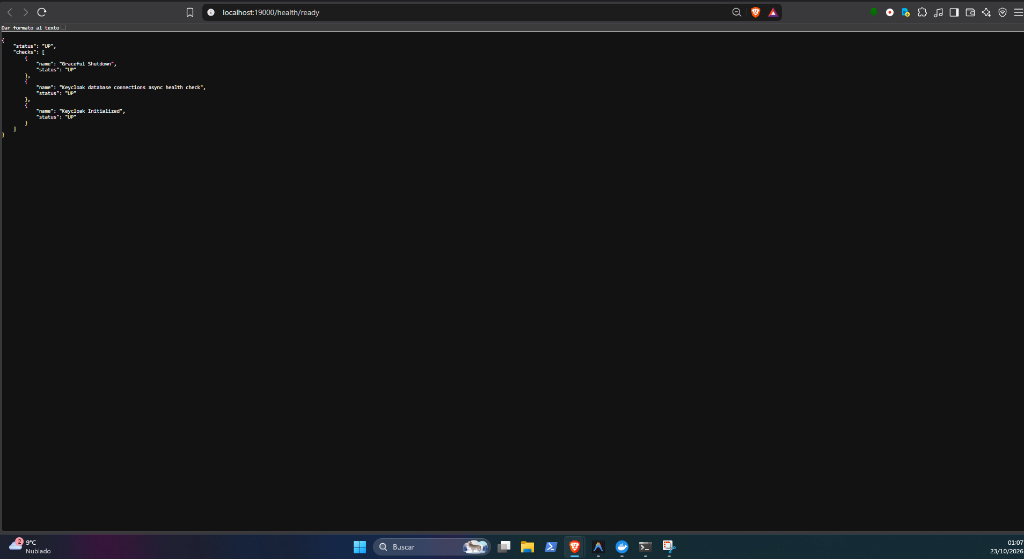 localhost:19000/health/ready
Dar formato al texto
{
"status": "UP",
"checks": [
{
"name": "Graceful Shutdown",
"status": "UP"
},
{
"name": "Keycloak database connections async health check",
"status": "UP"
},
{
"name": "Keycloak Initialized",
"status": "UP"
}
]
}
2
9°C
Nublado
Buscar
01:07
23/10/2026